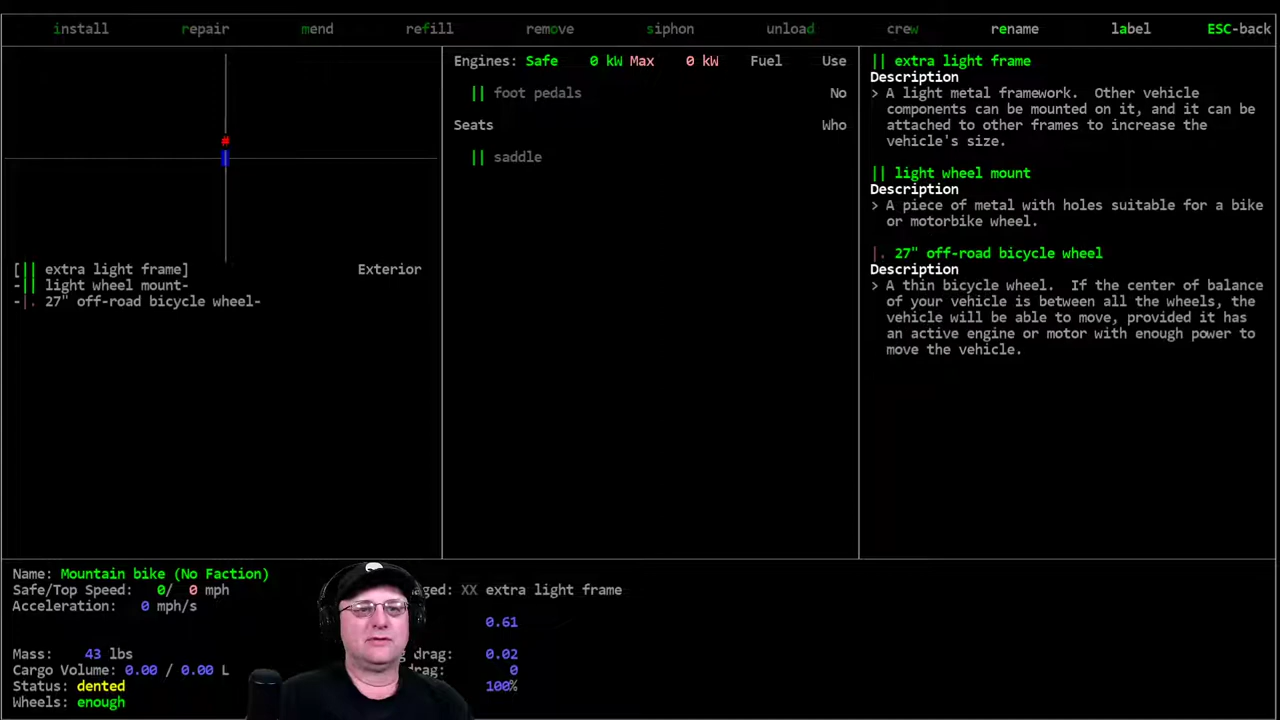 install repair mend refill remove siphon unload crew rename label ESC-back
#
[|| extra light frame] Exterior
-|| light wheel mount-
-|. 27" off-road bicycle wheel-
Engines: Safe 0 kW Max 0 kW Fuel Use
|| foot pedals No
Seats Who
|| saddle
|| extra light frame
Description
> A light metal framework. Other vehicle
components can be mounted on it, and it can be
attached to other frames to increase the
vehicle's size.
|| light wheel mount
Description
> A piece of metal with holes suitable for a bike
or motorbike wheel.
|. 27" off-road bicycle wheel
Description
> A thin bicycle wheel. If the center of balance
of your vehicle is between all the wheels, the
vehicle will be able to move, provided it has
an active engine or motor with enough power to
move the vehicle.
Name: Mountain bike (No Faction)
Safe/Top Speed: 0/ 0 mph
Acceleration: 0 mph/s
Mass: 43 lbs
Cargo Volume: 0.00 / 0.00 L
Status: dented
Wheels: enough
aged: XX extra light frame
0.61
drag: 0.02
drag: 0
100%